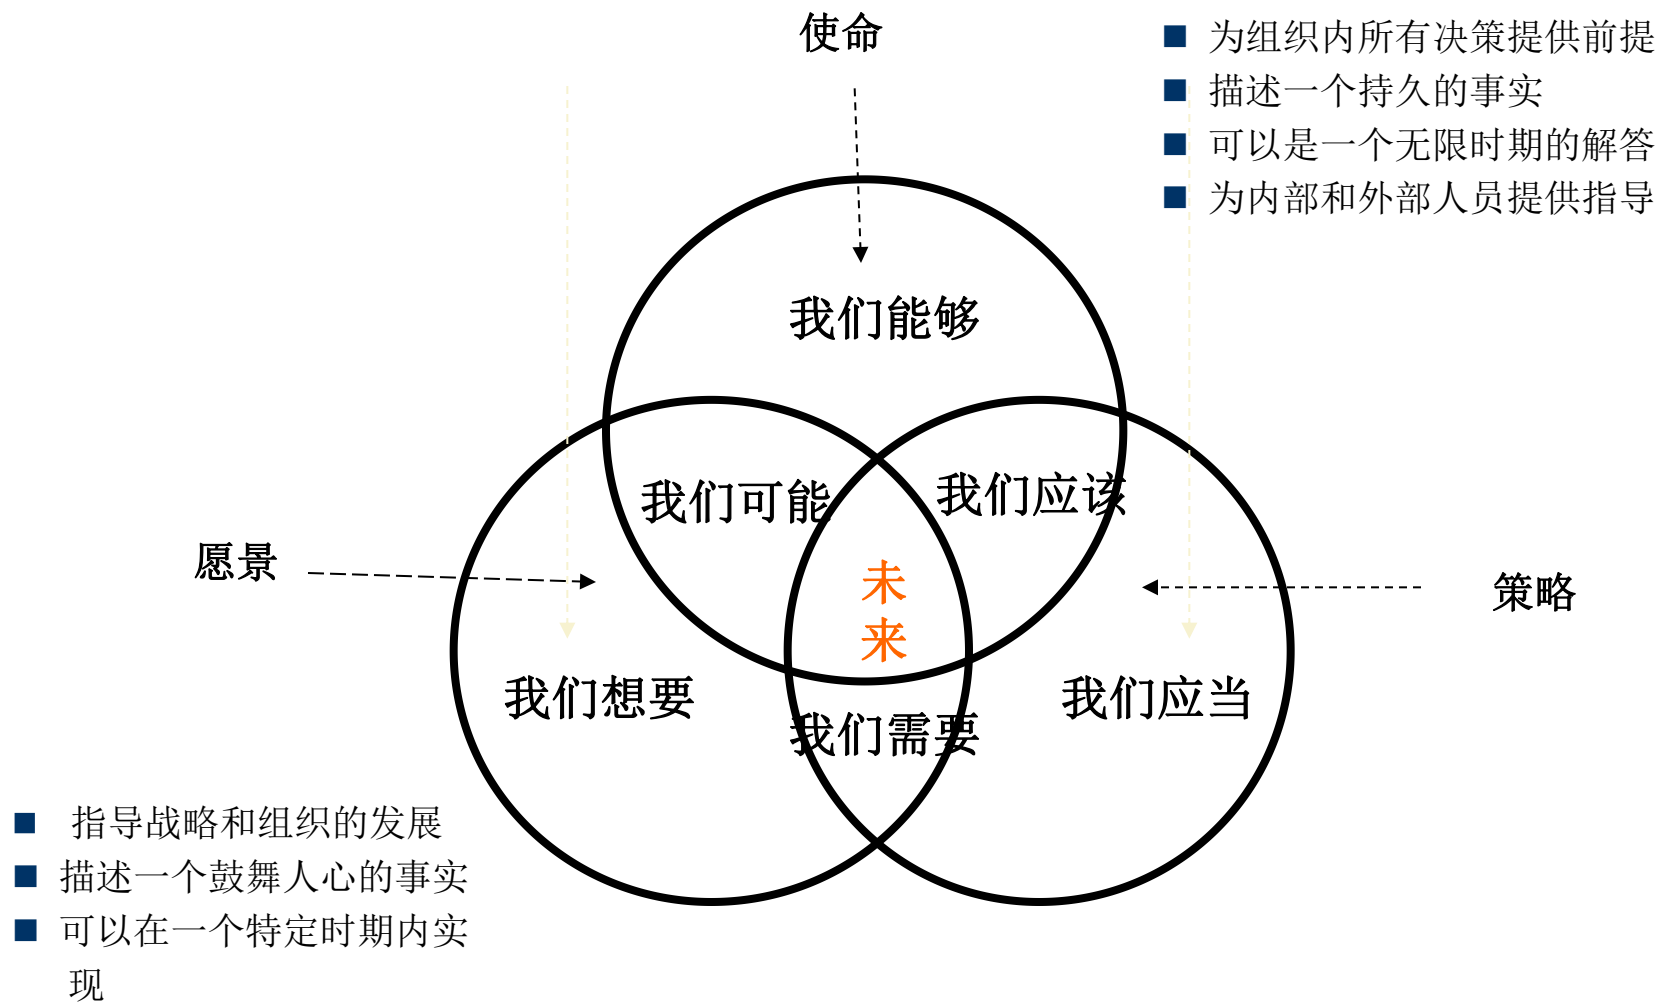 使命
■ 为组织内所有决策提供前提
■ 描述一个持久的事实
■ 可以是一个无限时期的解答
■ 为内部和外部人员提供指导
我们能够
我们可能
我们应该
愿景
未
来
策略
我们想要
我们需要
我们应当
■ 指导战略和组织的发展
■ 描述一个鼓舞人心的事实
■ 可以在一个特定时期内实
现